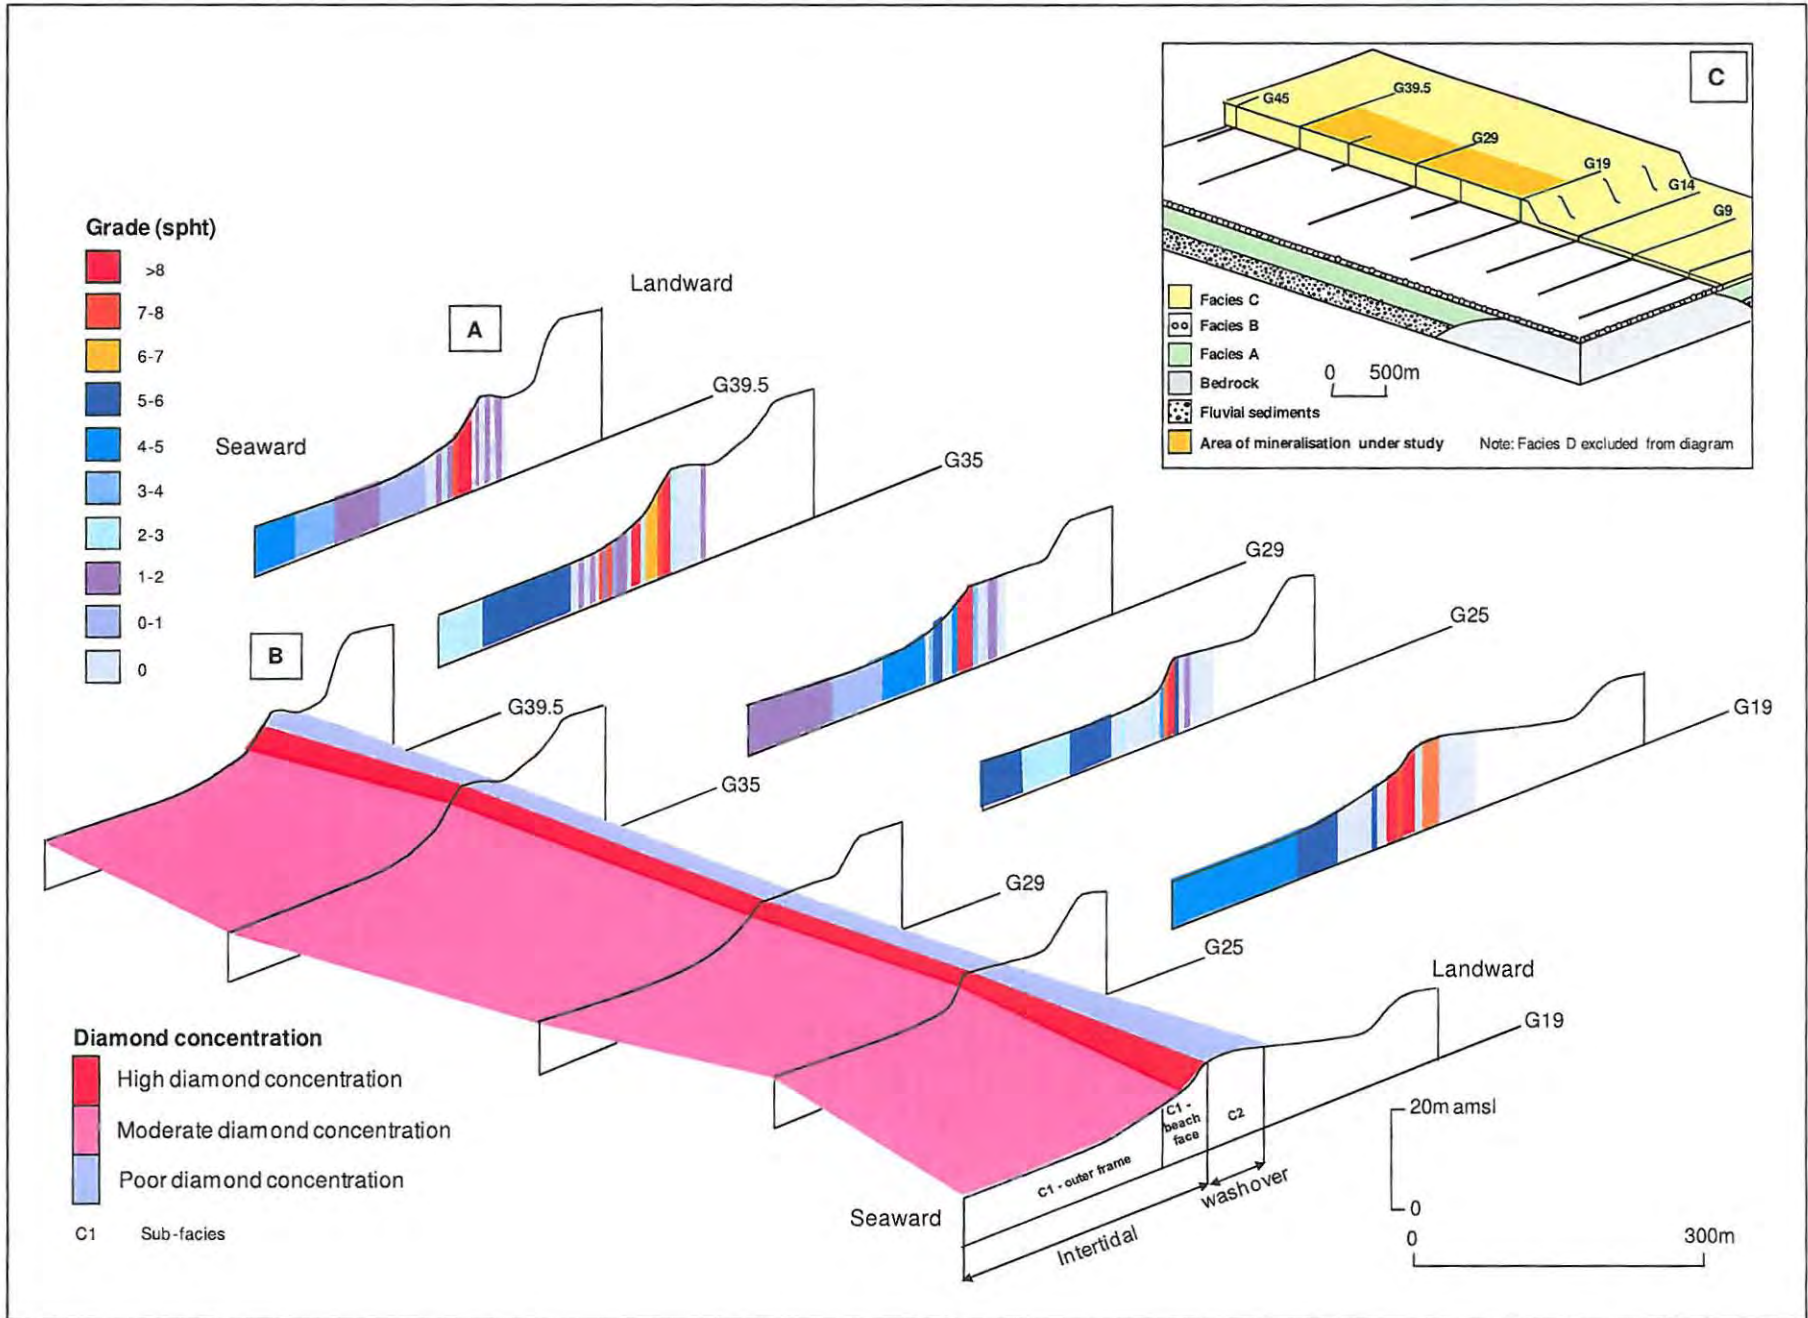 C
G45
G39.5
G29
G19
G14
G9
Facies C
Facies B
Facies A
Bedrock
Fluvial sediments
Area of mineralisation under study
0 500m
Note: Facies D excluded from diagram
Grade (spht)
>8
7-8
6-7
5-6
4-5
3-4
2-3
1-2
0-1
0
A
Landward
Seaward
G39.5
G35
G29
G25
G19
B
G39.5
G35
G29
G25
Landward
G19
C1 -
beach
face
C2
C1 - outer frame
washover
Intertidal
Seaward
20m amsl
0
0 300m
Diamond concentration
High diamond concentration
Moderate diamond concentration
Poor diamond concentration
C1 Sub-facies